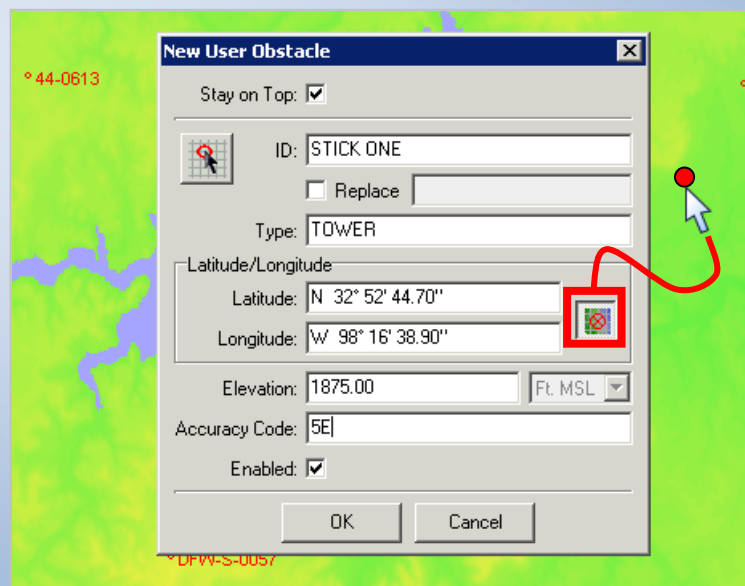 New User Obstacle
44-0613
Stay on Top:
ID: STICK ONE
Replace
Type: TOWER
Latitude/Longitude
Latitude: N 32° 52' 44.70''
Longitude: W 98° 16' 38.90''
Elevation: 1875.00 Ft. MSL
Accuracy Code: 5E
Enabled:
OK Cancel
DFW-S-0057